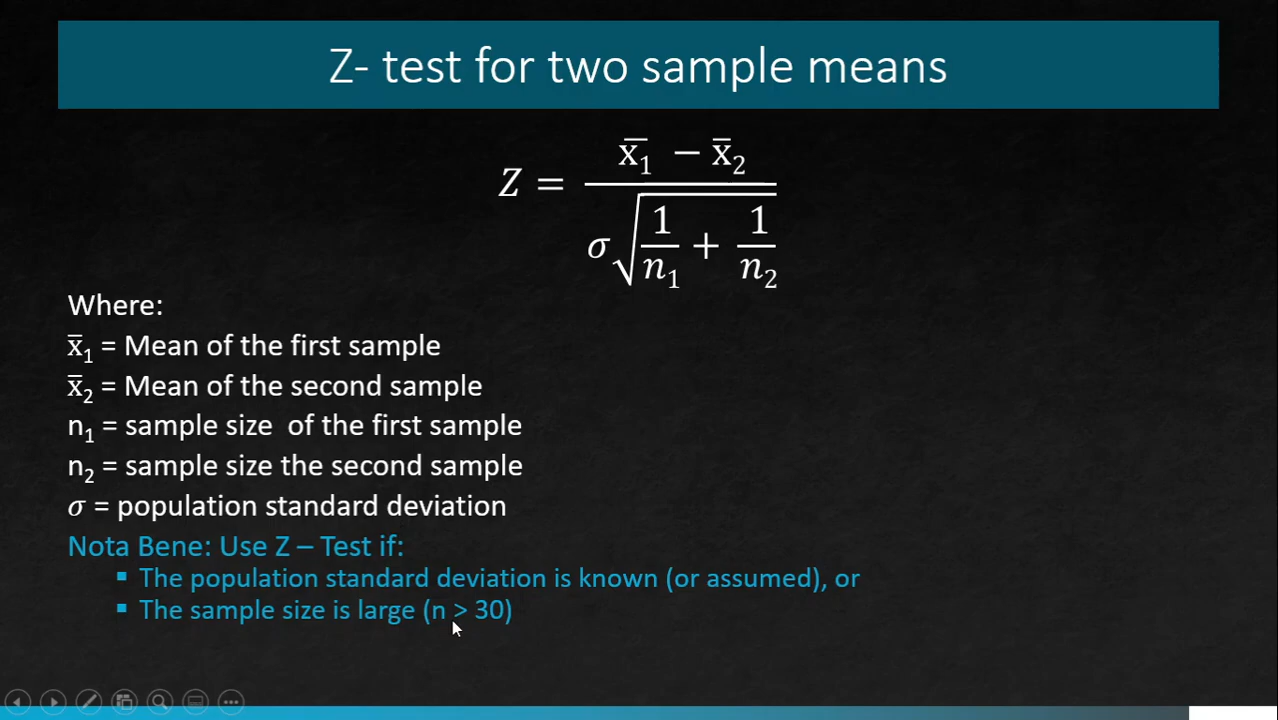 Z- test for two sample means
Z = (x̄₁ − x̄₂) / (σ√(1/n₁ + 1/n₂))
Where:
x̄₁ = Mean of the first sample
x̄₂ = Mean of the second sample
n₁ = sample size of the first sample
n₂ = sample size the second sample
σ = population standard deviation
Nota Bene: Use Z – Test if:
▪ The population standard deviation is known (or assumed), or
▪ The sample size is large (n > 30)